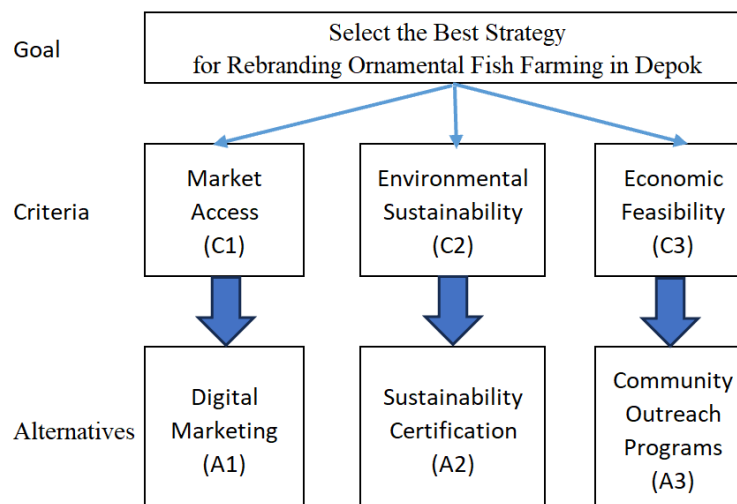 Goal
Select the Best Strategy
for Rebranding Ornamental Fish Farming in Depok
Criteria
Market
Access
(C1)
Environmental
Sustainability
(C2)
Economic
Feasibility
(C3)
Alternatives
Digital
Marketing
(A1)
Sustainability
Certification
(A2)
Community
Outreach
Programs
(A3)